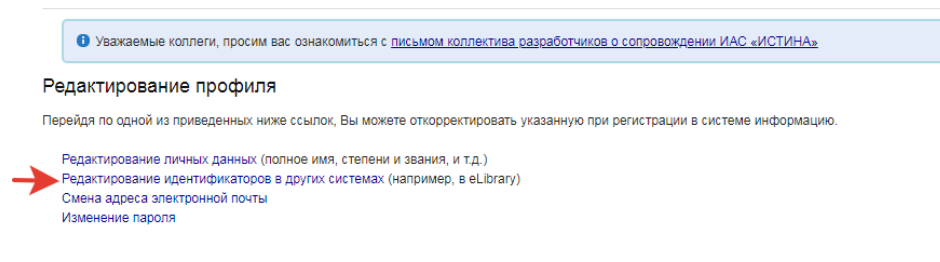 Уважаемые коллеги, просим вас ознакомиться с письмом коллектива разработчиков о сопровождении ИАС «ИСТИНА»
Редактирование профиля
Перейдя по одной из приведенных ниже ссылок, Вы можете откорректировать указанную при регистрации в системе информацию.
Редактирование личных данных (полное имя, степени и звания, и т.д.)
Редактирование идентификаторов в других системах (например, в eLibrary)
Смена адреса электронной почты
Изменение пароля